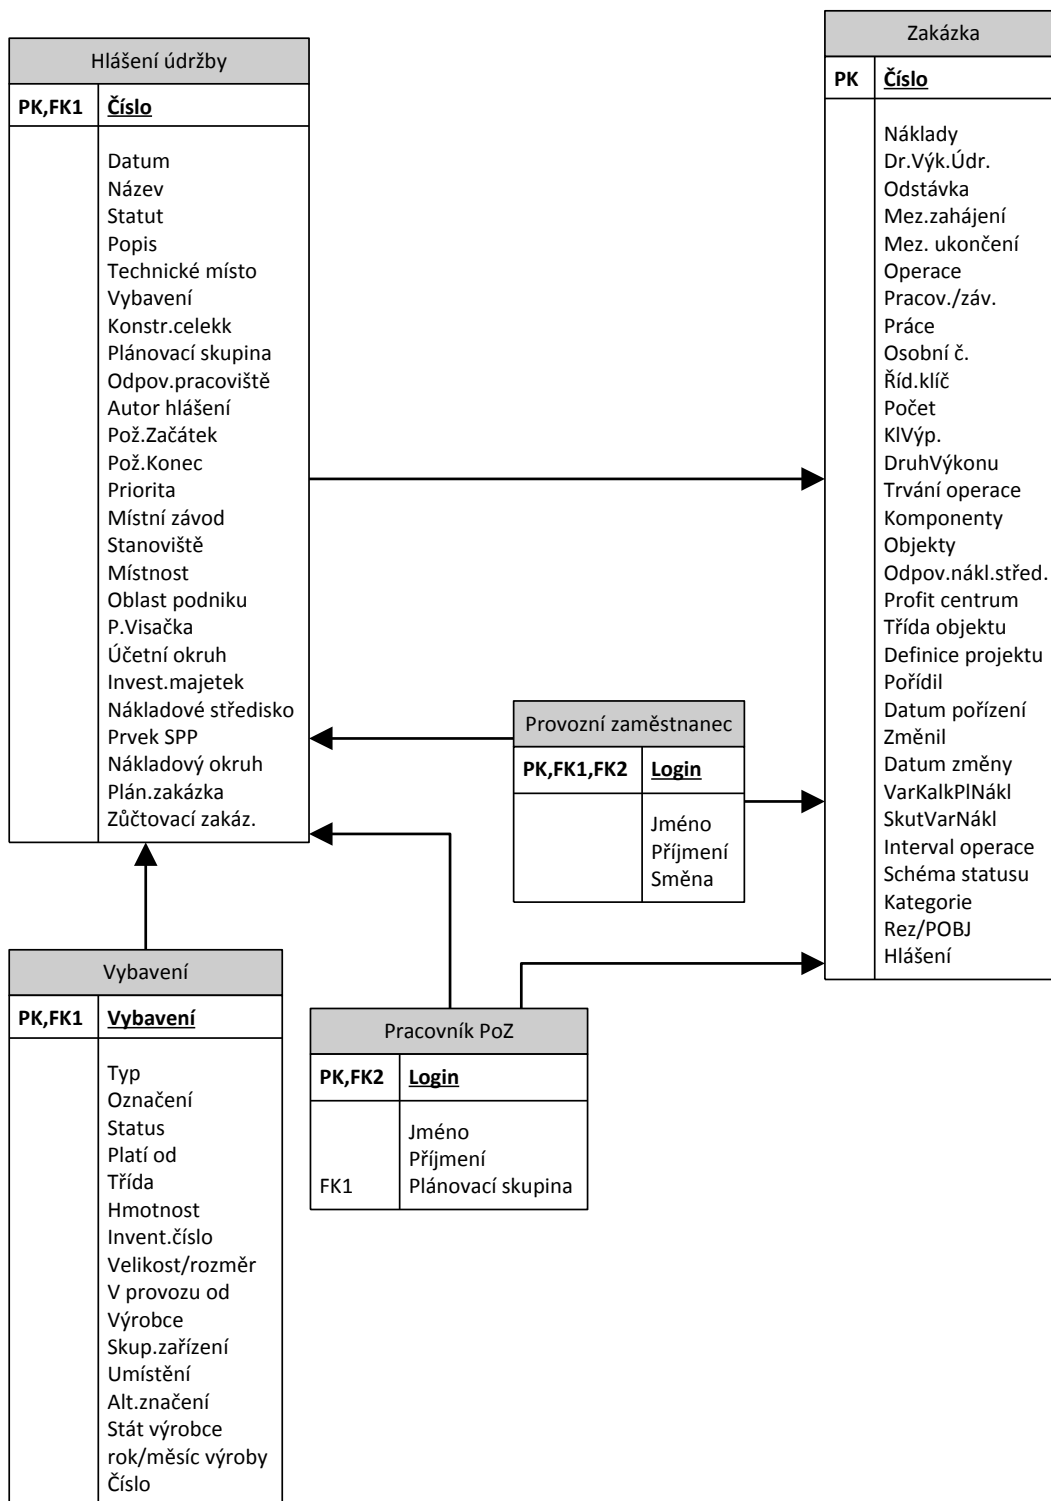 Hlášení údržby
PK,FK1 Číslo
Datum
Název
Statut
Popis
Technické místo
Vybavení
Konstr.celekk
Plánovací skupina
Odpov.pracoviště
Autor hlášení
Pož.Začátek
Pož.Konec
Priorita
Místní závod
Stanoviště
Místnost
Oblast podniku
P.Visačka
Účetní okruh
Invest.majetek
Nákladové středisko
Prvek SPP
Nákladový okruh
Plán.zakázka
Zůčtovací zakáz.
Zakázka
PK Číslo
Náklady
Dr.Výk.Údr.
Odstávka
Mez.zahájení
Mez. ukončení
Operace
Pracov./záv.
Práce
Osobní č.
Říd.klíč
Počet
KlVýp.
DruhVýkonu
Trvání operace
Komponenty
Objekty
Odpov.nákl.střed.
Profit centrum
Třída objektu
Definice projektu
Pořídil
Datum pořízení
Změnil
Datum změny
VarKalkPlNákl
SkutVarNákl
Interval operace
Schéma statusu
Kategorie
Rez/POBJ
Hlášení
Provozní zaměstnanec
PK,FK1,FK2 Login
Jméno
Příjmení
Směna
Vybavení
PK,FK1 Vybavení
Typ
Označení
Status
Platí od
Třída
Hmotnost
Invent.číslo
Velikost/rozměr
V provozu od
Výrobce
Skup.zařízení
Umístění
Alt.značení
Stát výrobce
rok/měsíc výroby
Číslo
Pracovník PoZ
PK,FK2 Login
Jméno
Příjmení
FK1 Plánovací skupina